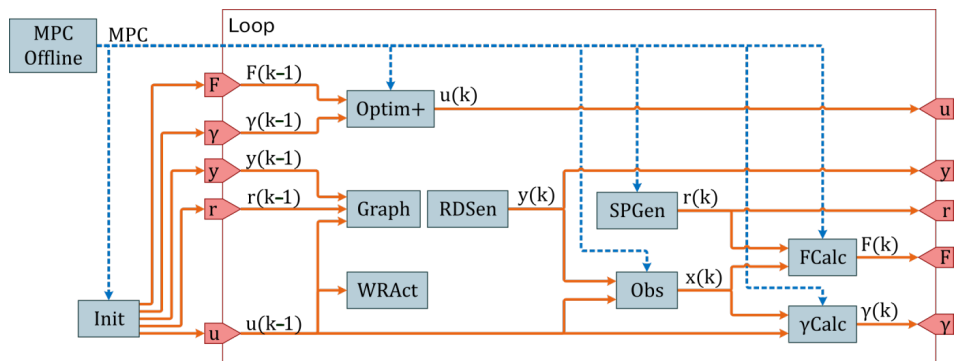 MPC
Offline
MPC
Loop
F
F(k−1)
Optim+
u(k)
u
γ
γ(k−1)
y
y(k−1)
y
r
r(k−1)
Graph
RDSen
y(k)
SPGen
r(k)
r
FCalc
F(k)
F
WRAct
Obs
x(k)
Init
u
u(k−1)
γCalc
γ(k)
γ